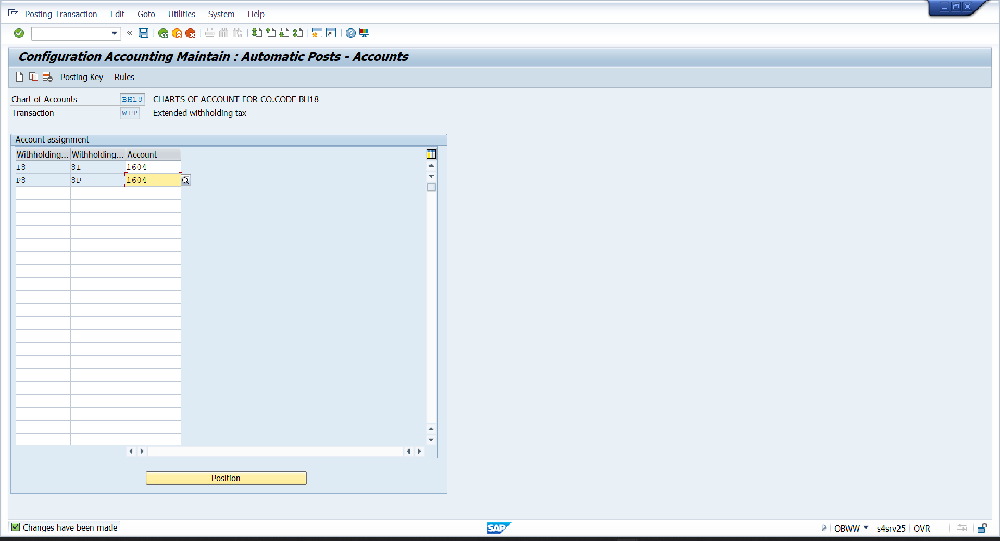 Posting Transaction Edit Goto Utilities System Help
Configuration Accounting Maintain : Automatic Posts - Accounts
Posting Key Rules
Chart of Accounts BH18 CHARTS OF ACCOUNT FOR CO.CODE BH18
Transaction WIT Extended withholding tax
Account assignment
Withholding... Withholding... Account
I8 8I 1604
P8 8P 1604
Position
Changes have been made
SAP
OBWW s4srv25 OVR